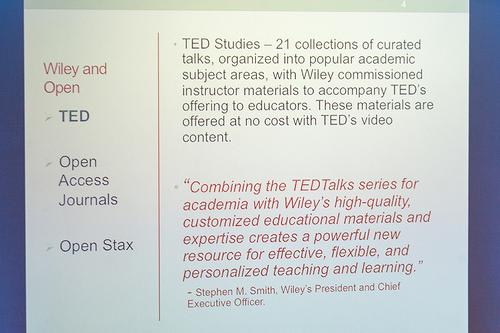 4
Wiley and
Open
TED
Open
Access
Journals
Open Stax
TED Studies – 21 collections of curated
talks, organized into popular academic
subject areas, with Wiley commissioned
instructor materials to accompany TED's
offering to educators. These materials are
offered at no cost with TED's video
content.
“Combining the TEDTalks series for
academia with Wiley's high-quality,
customized educational materials and
expertise creates a powerful new
resource for effective, flexible, and
personalized teaching and learning.”
- Stephen M. Smith. Wiley's President and Chief
Executive Officer.